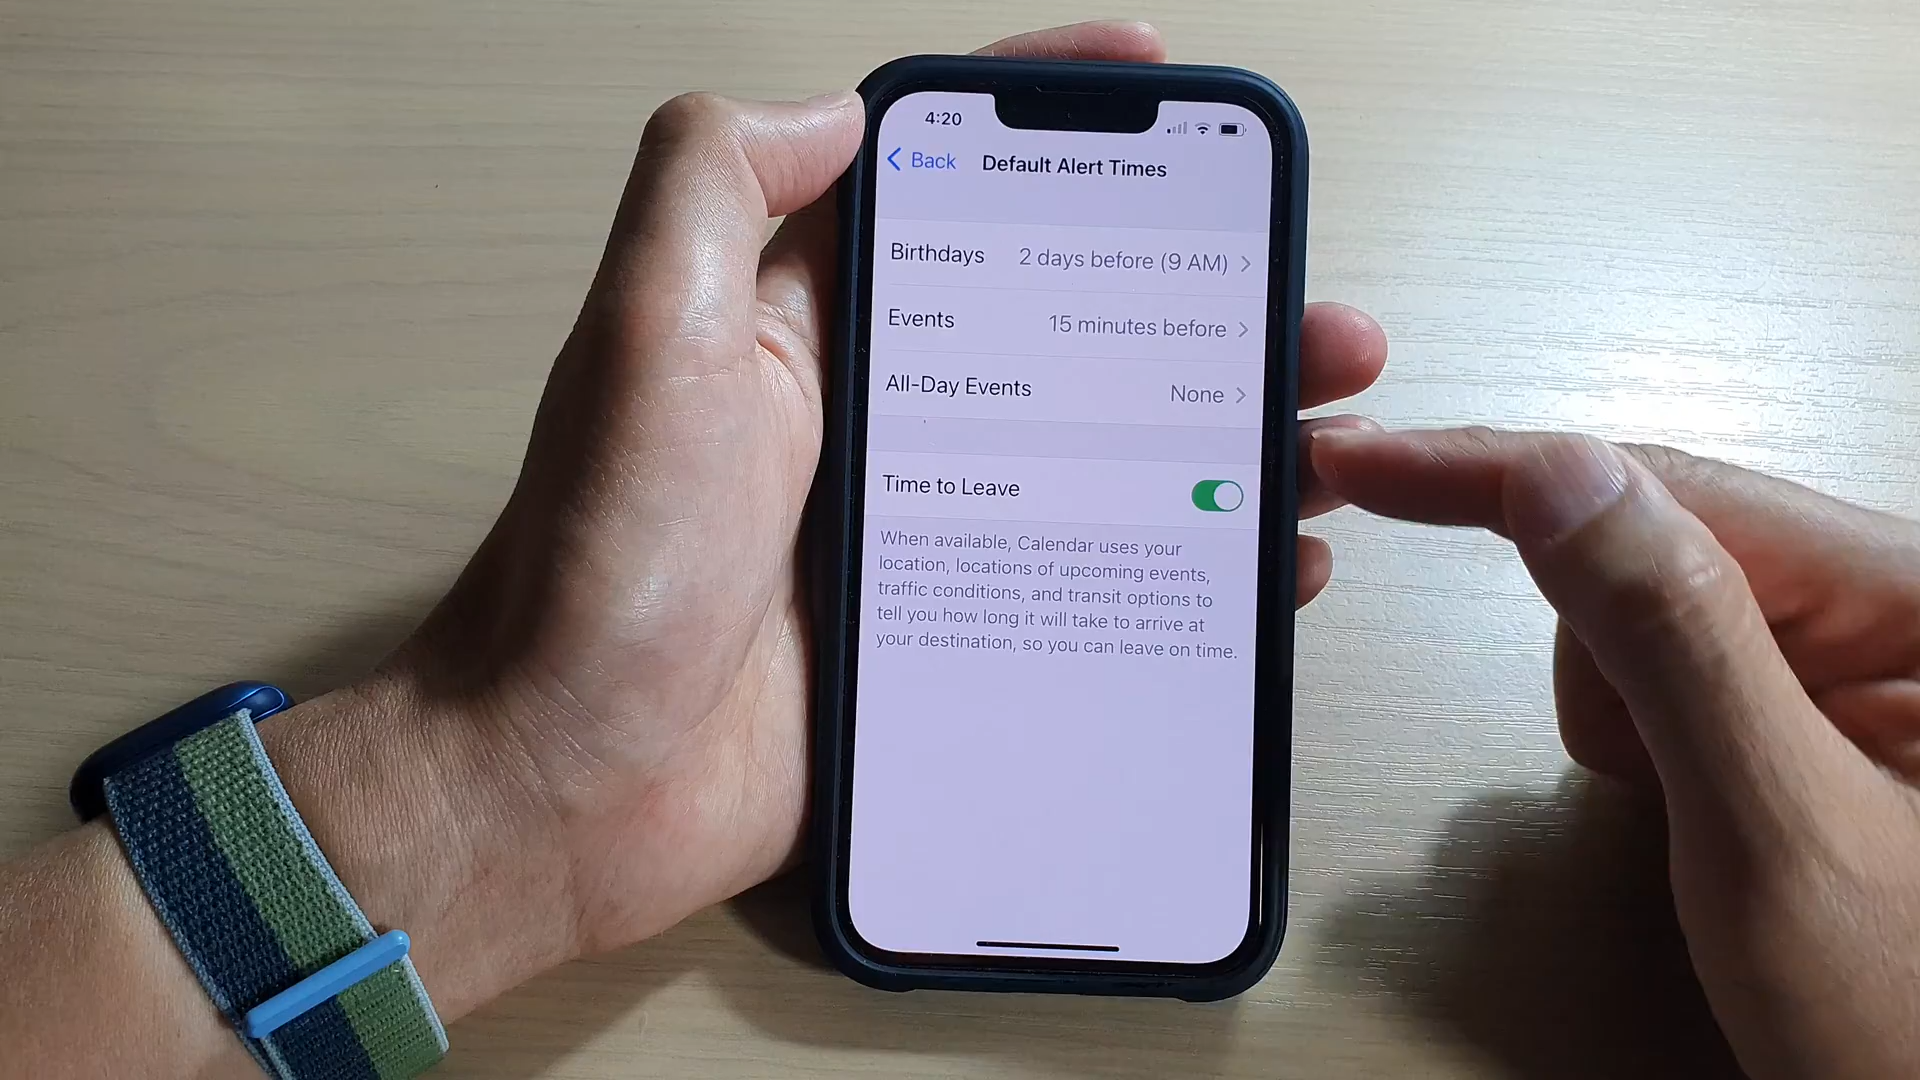 4:20
Back Default Alert Times
Birthdays 2 days before (9 AM)
Events 15 minutes before
All-Day Events None
Time to Leave
When available, Calendar uses your
location, locations of upcoming events,
traffic conditions, and transit options to
tell you how long it will take to arrive at
your destination, so you can leave on time.